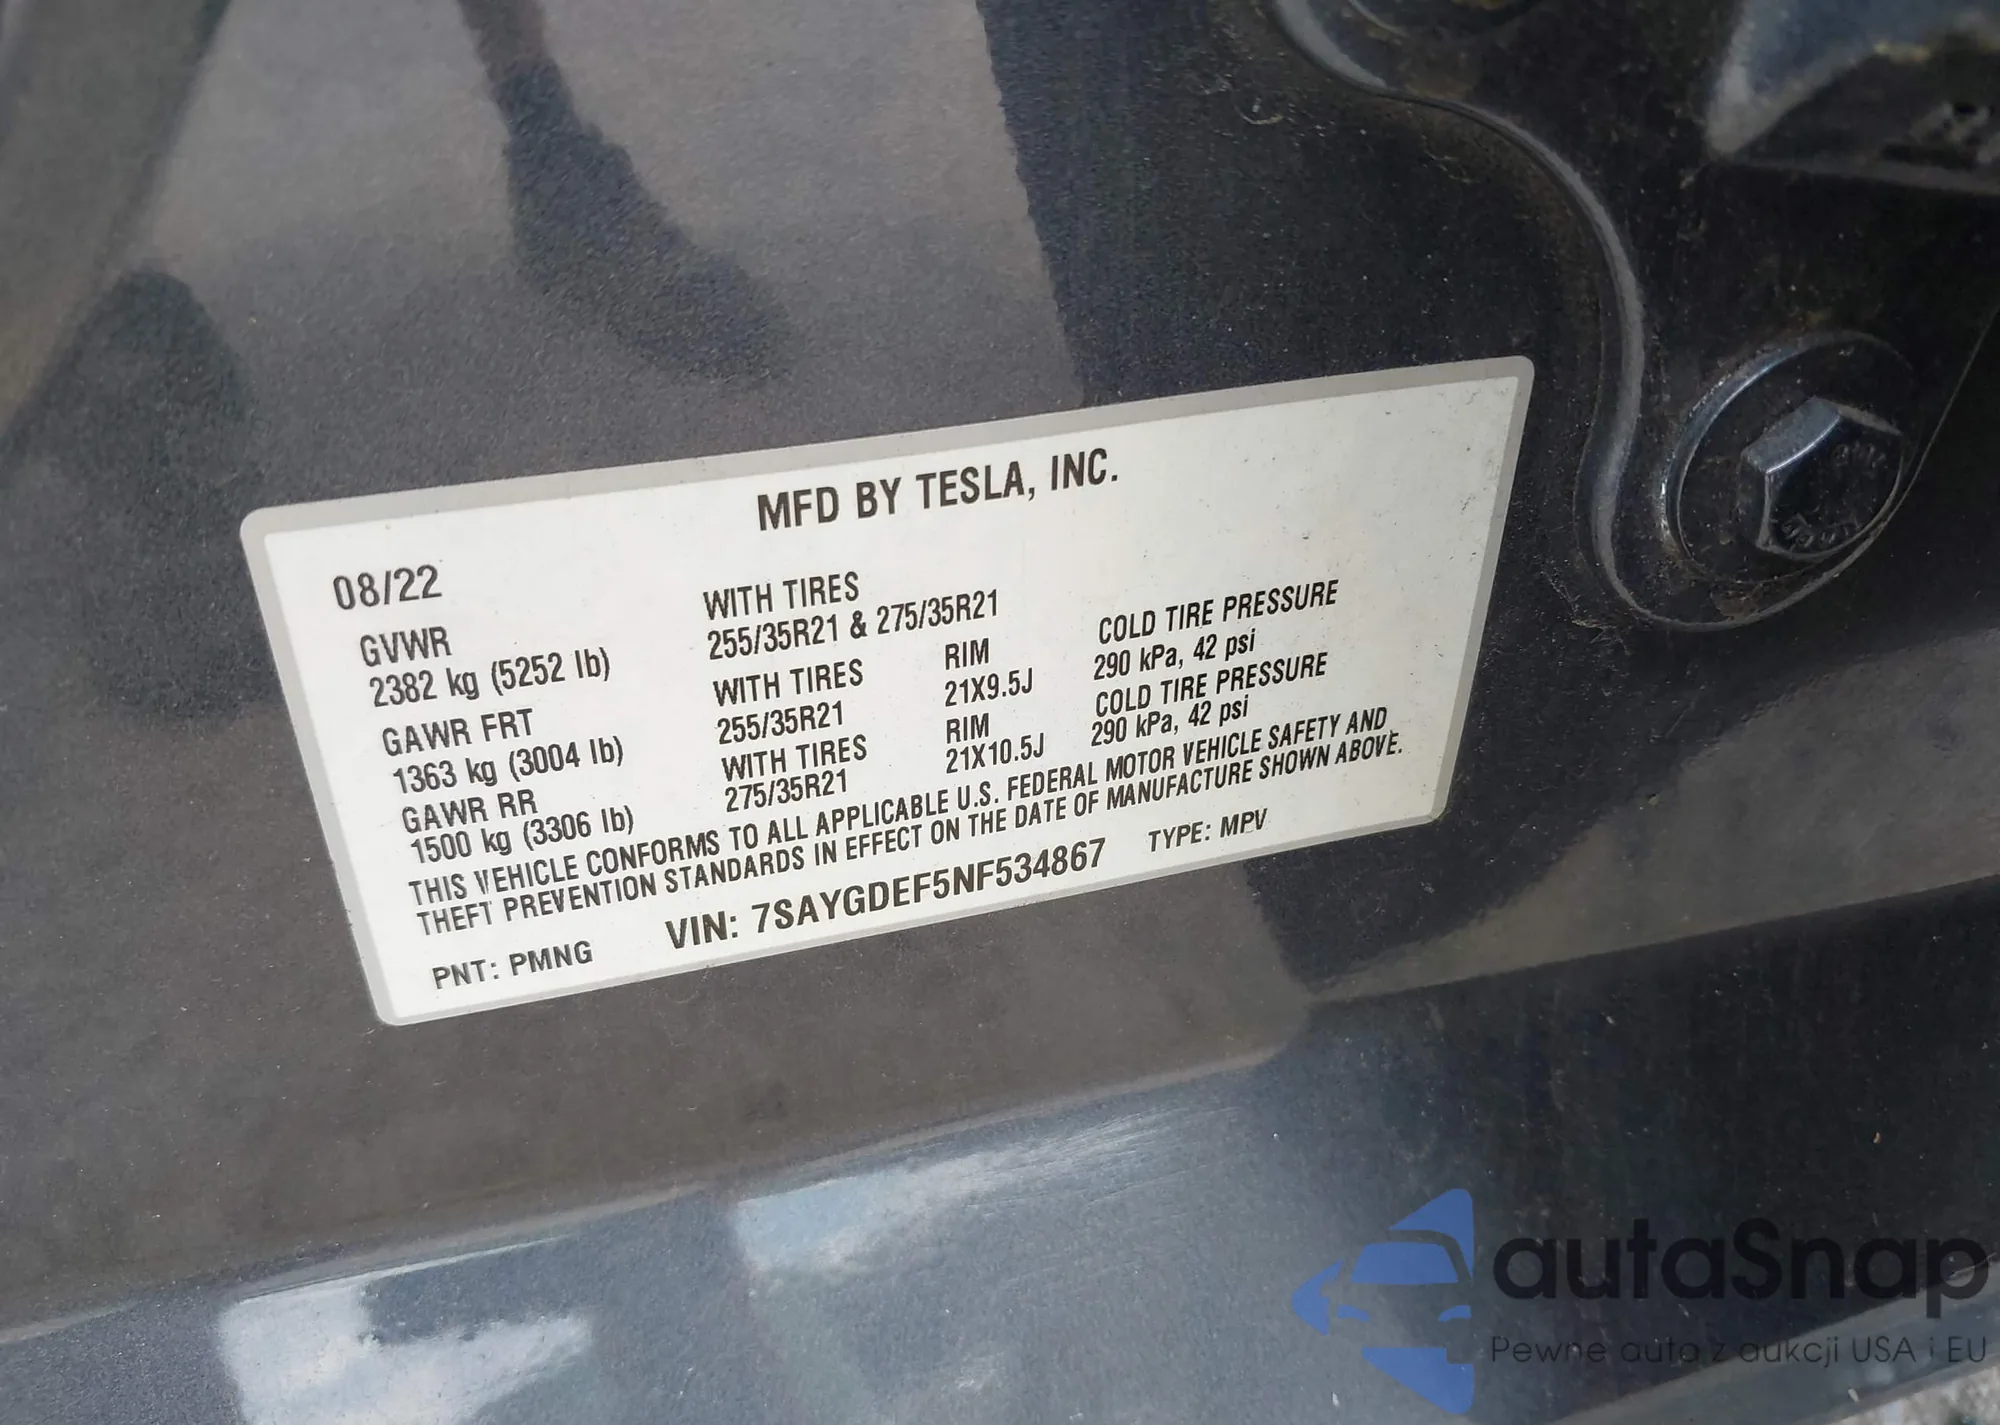 MFD BY TESLA, INC.
08/22
GVWR
2382 kg (5252 lb)
GAWR FRT
1363 kg (3004 lb)
GAWR RR
1500 kg (3306 lb)
WITH TIRES
255/35R21 & 275/35R21
WITH TIRES
255/35R21
WITH TIRES
275/35R21
RIM
21X9.5J
RIM
21X10.5J
COLD TIRE PRESSURE
290 kPa, 42 psi
COLD TIRE PRESSURE
290 kPa, 42 psi
THIS VEHICLE CONFORMS TO ALL APPLICABLE U.S. FEDERAL MOTOR VEHICLE SAFETY AND
THEFT PREVENTION STANDARDS IN EFFECT ON THE DATE OF MANUFACTURE SHOWN ABOVE.
PNT: PMNG
VIN: 7SAYGDEF5NF534867
TYPE: MPV
autaSnap
Pewne auta z aukcji USA i EU